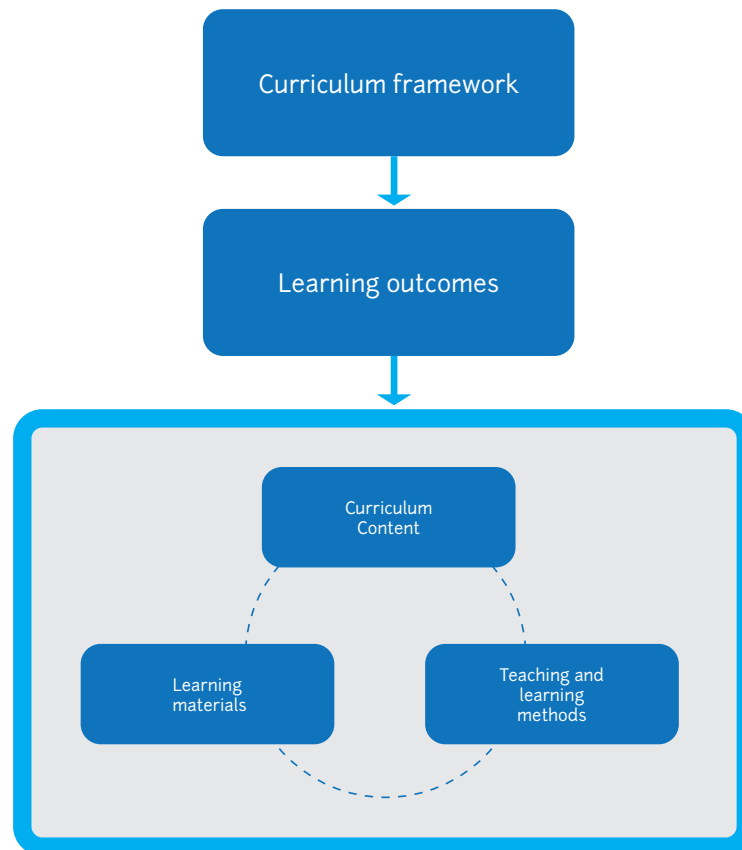 Curriculum framework
Learning outcomes
Curriculum
Content
Learning
materials
Teaching and
learning
methods